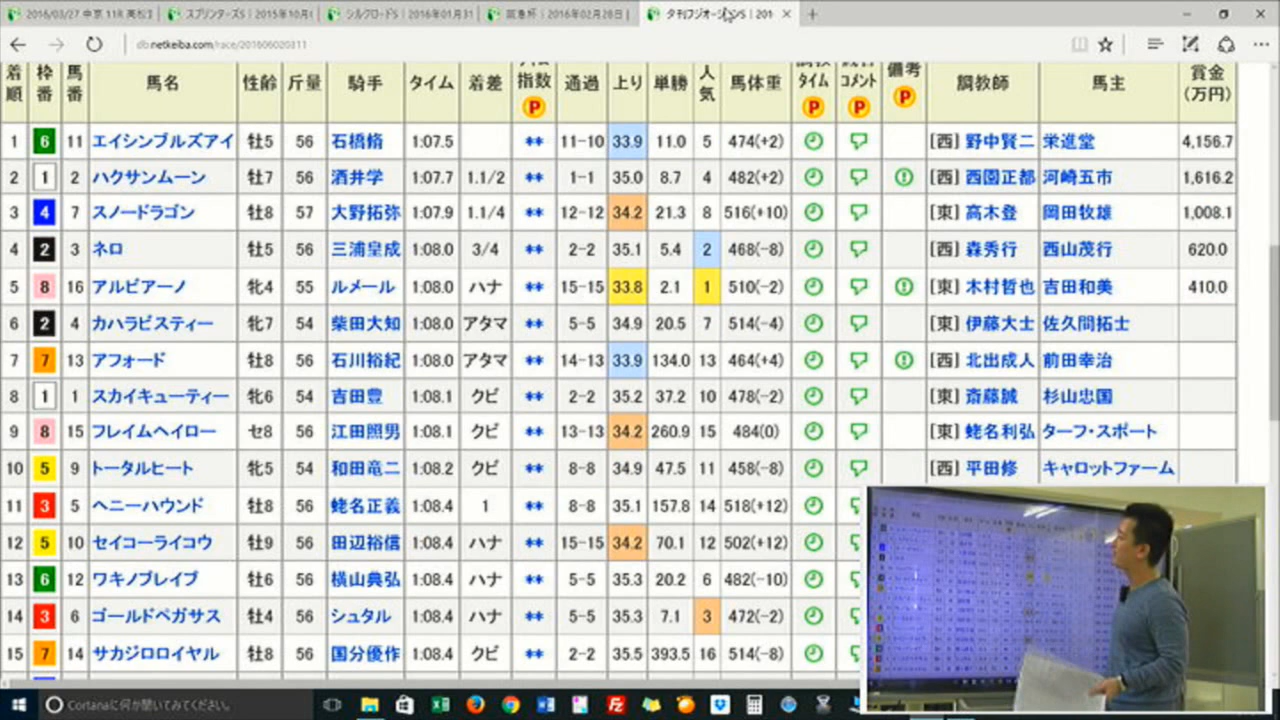 2016/03/27 中京 11R 高松宮
スプリンターズS | 2015年10月
シルクロードS | 2016年01月31
阪急杯 | 2016年02月28日 |
夕刊フジオーシャンS | 201
db.netkeiba.com/race/201606020311
着順 枠番 馬番 馬名 性齢 斤量 騎手 タイム 着差 指数 通過 上り 単勝 人気 馬体重 調教タイム コメント 備考 調教師 馬主 賞金(万円)
P P P P
1 6 11 エイシンブルズアイ 牡5 56 石橋脩 1:07.5 ** 11-10 33.9 11.0 5 474(+2) [西] 野中賢二 栄進堂 4,156.7
2 1 2 ハクサンムーン 牡7 56 酒井学 1:07.7 1.1/2 ** 1-1 35.0 8.7 4 482(+2) [西] 西園正都 河崎五市 1,616.2
3 4 7 スノードラゴン 牡8 57 大野拓弥 1:07.9 1.1/4 ** 12-12 34.2 21.3 8 516(+10) [東] 高木登 岡田牧雄 1,008.1
4 2 3 ネロ 牡5 56 三浦皇成 1:08.0 3/4 ** 2-2 35.1 5.4 2 468(-8) [西] 森秀行 西山茂行 620.0
5 8 16 アルビアーノ 牝4 55 ルメール 1:08.0 ハナ ** 15-15 33.8 2.1 1 510(-2) [東] 木村哲也 吉田和美 410.0
6 2 4 カハラビスティー 牝7 54 柴田大知 1:08.0 アタマ ** 5-5 34.9 20.5 7 514(-4) [東] 伊藤大士 佐久間拓士
7 7 13 アフォード 牡8 56 石川裕紀 1:08.0 アタマ ** 14-13 33.9 134.0 13 464(+4) [西] 北出成人 前田幸治
8 1 1 スカイキューティー 牝6 54 吉田豊 1:08.1 クビ ** 2-2 35.2 37.2 10 478(-2) [東] 斎藤誠 杉山忠国
9 8 15 フレイムヘイロー セ8 56 江田照男 1:08.1 クビ ** 13-13 34.2 260.9 15 484(0) [東] 蛯名利弘 ターフ・スポート
10 5 9 トータルヒート 牝5 54 和田竜二 1:08.2 クビ ** 8-8 34.9 47.5 11 458(-8) [西] 平田修 キャロットファーム
11 3 5 ヘニーハウンド 牡8 56 蛯名正義 1:08.4 1 ** 8-8 35.1 157.8 14 518(+12)
12 5 10 セイコーライコウ 牡9 56 田辺裕信 1:08.4 ハナ ** 15-15 34.2 70.1 12 502(+12)
13 6 12 ワキノブレイブ 牡6 56 横山典弘 1:08.4 ハナ ** 5-5 35.3 20.2 6 482(-10)
14 3 6 ゴールドペガサス 牡4 56 シュタル 1:08.4 ハナ ** 5-5 35.3 7.1 3 472(-2)
15 7 14 サカジロロイヤル 牡8 56 国分優作 1:08.4 クビ ** 2-2 35.5 393.5 16 514(-8)
Cortanaに何か聞いてみてください。